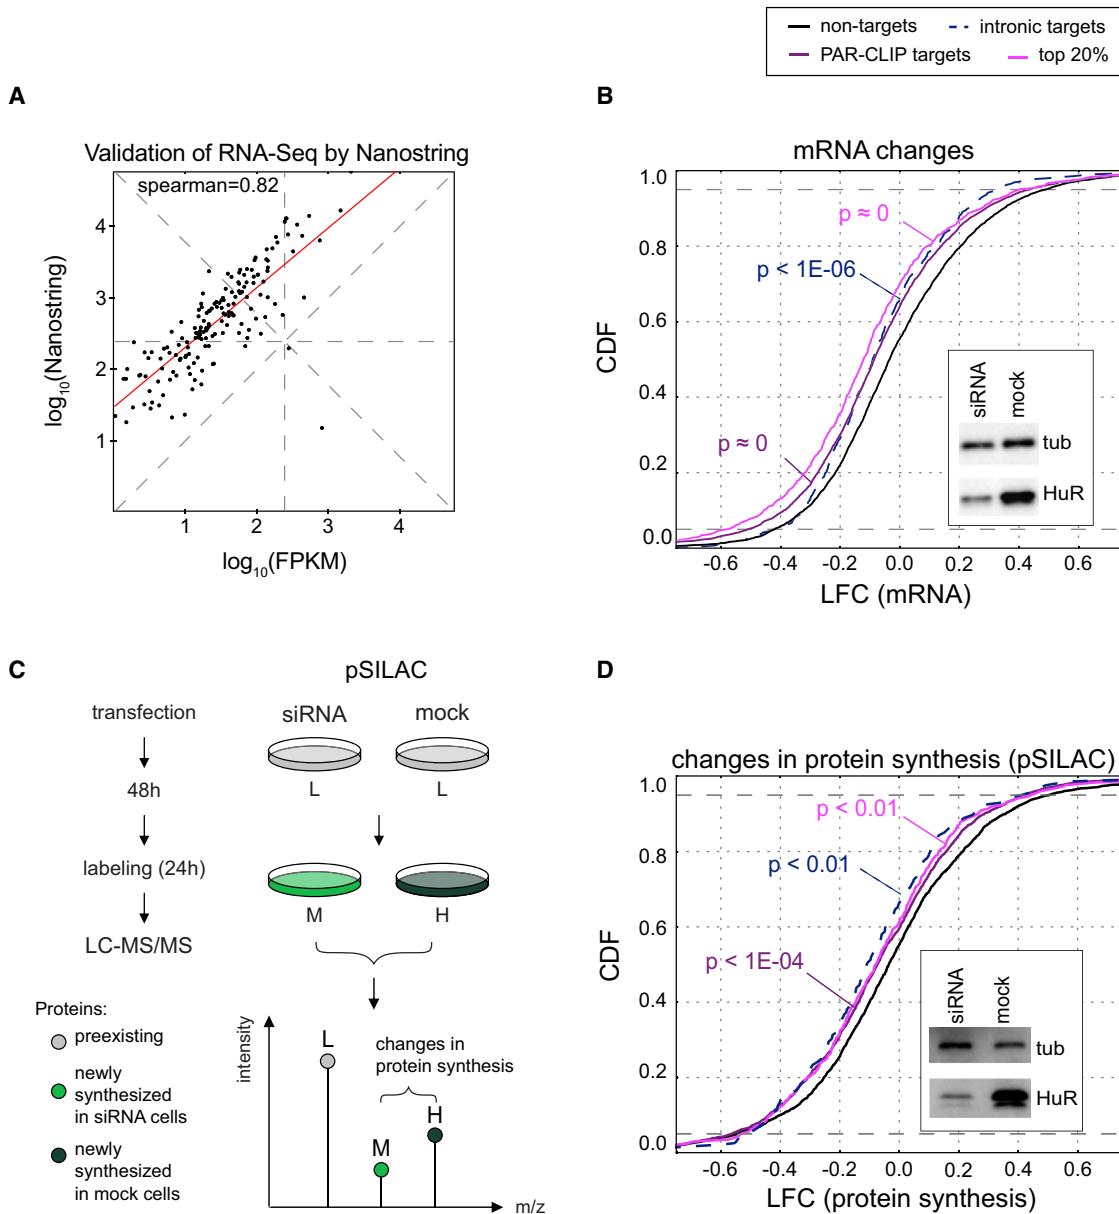 non-targets
intronic targets
PAR-CLIP targets
top 20%
A
Validation of RNA-Seq by Nanostring
spearman=0.82
4
3
2
1
log10(Nanostring)
1
2
3
4
log10(FPKM)
B
mRNA changes
1.0
0.8
0.6
0.4
0.2
0.0
CDF
p ≈ 0
p < 1E-06
p ≈ 0
siRNA
mock
tub
HuR
-0.6
-0.4
-0.2
0.0
0.2
0.4
0.6
LFC (mRNA)
C
pSILAC
transfection
48h
labeling (24h)
LC-MS/MS
siRNA
mock
L
L
M
H
Proteins:
preexisting
newly
synthesized
in siRNA cells
newly
synthesized
in mock cells
intensity
L
changes in
protein synthesis
M
H
m/z
D
changes in protein synthesis (pSILAC)
1.0
0.8
0.6
0.4
0.2
0.0
CDF
p < 0.01
p < 0.01
p < 1E-04
siRNA
mock
tub
HuR
-0.6
-0.4
-0.2
0.0
0.2
0.4
0.6
LFC (protein synthesis)